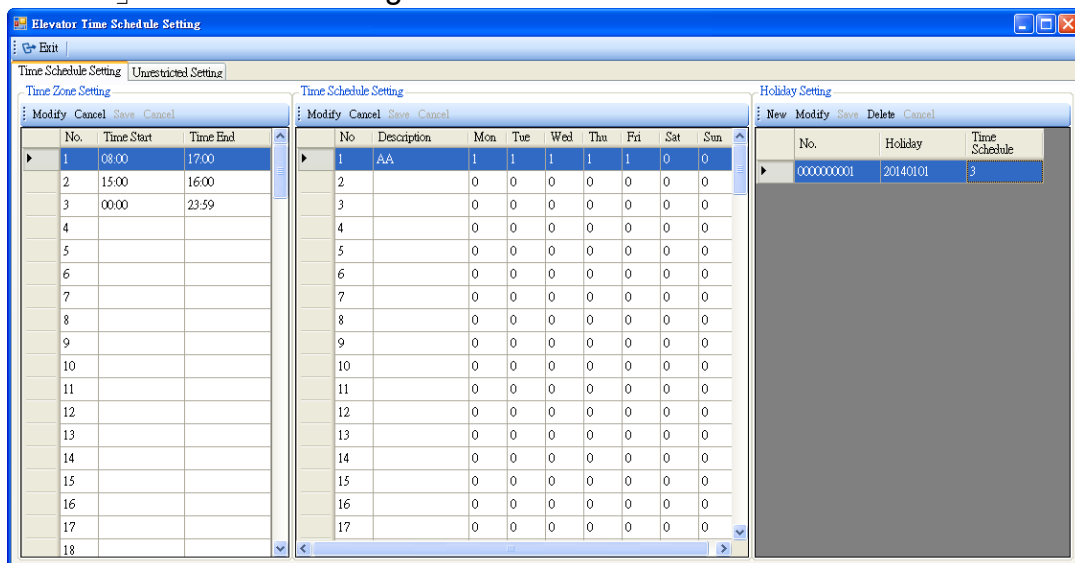 Elevator Time Schedule Setting
Exit
Time Schedule Setting Unrestricted Setting
Time Zone Setting
Modify Cancel Save Cancel
No. Time Start Time End
1 08:00 17:00
2 15:00 16:00
3 00:00 23:59
4
5
6
7
8
9
10
11
12
13
14
15
16
17
18
Time Schedule Setting
Modify Cancel Save Cancel
No Description Mon Tue Wed Thu Fri Sat Sun
1 AA 1 1 1 1 1 0 0
2 0 0 0 0 0 0 0
3 0 0 0 0 0 0 0
4 0 0 0 0 0 0 0
5 0 0 0 0 0 0 0
6 0 0 0 0 0 0 0
7 0 0 0 0 0 0 0
8 0 0 0 0 0 0 0
9 0 0 0 0 0 0 0
10 0 0 0 0 0 0 0
11 0 0 0 0 0 0 0
12 0 0 0 0 0 0 0
13 0 0 0 0 0 0 0
14 0 0 0 0 0 0 0
15 0 0 0 0 0 0 0
16 0 0 0 0 0 0 0
17 0 0 0 0 0 0 0
Holiday Setting
New Modify Save Delete Cancel
No. Holiday Time Schedule
0000000001 20140101 3